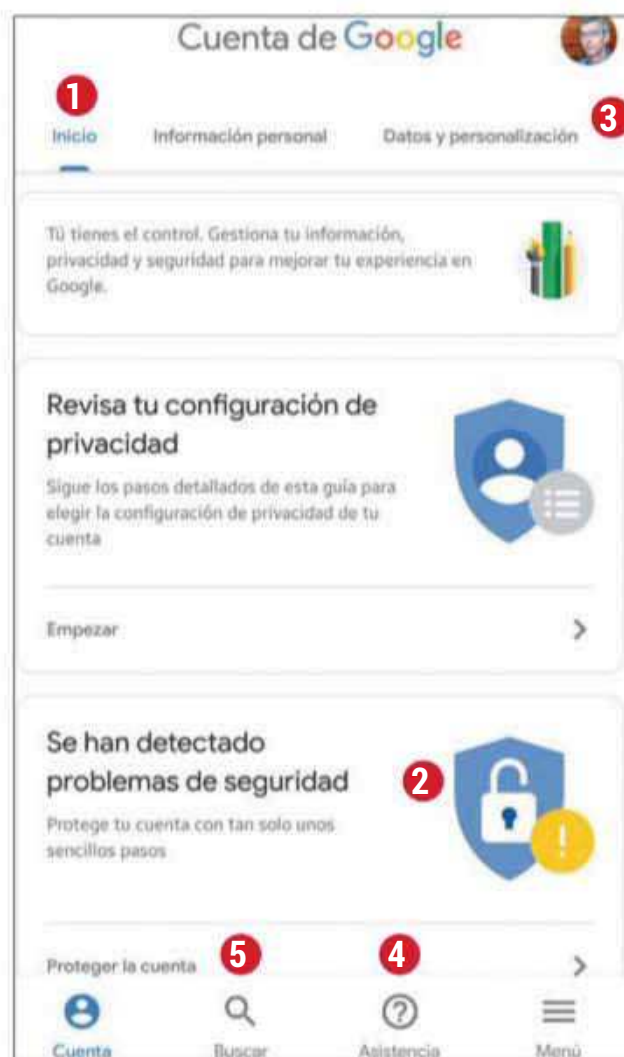 Cuenta de Google
1
3
Inicio Información personal Datos y personalización
Tú tienes el control. Gestiona tu información,
privacidad y seguridad para mejorar tu experiencia en
Google.
Revisa tu configuración de
privacidad
Sigue los pasos detallados de esta guía para
elegir la configuración de privacidad de tu
cuenta
Empezar
Se han detectado
problemas de seguridad
2
Protege tu cuenta con tan solo unos
sencillos pasos
Proteger la cuenta
5
4
Cuenta Buscar Asistencia Menú